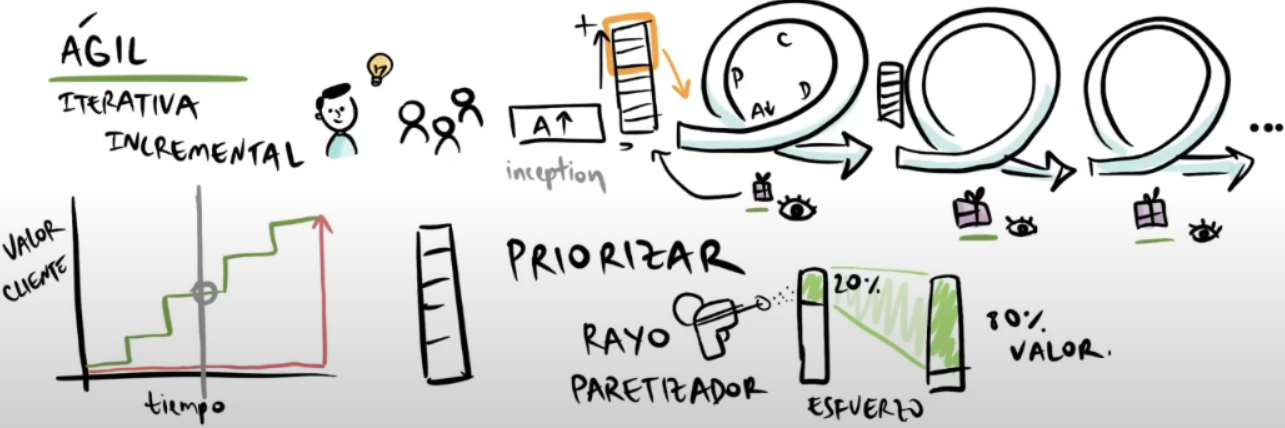 ÁGIL
ITERATIVA
INCREMENTAL
A↑
inception
+
-
C
P
D
A↓
...
VALOR
CLIENTE
tiempo
PRIORIZAR
RAYO
PARETIZADOR
20%
80%
VALOR.
ESFUERZO